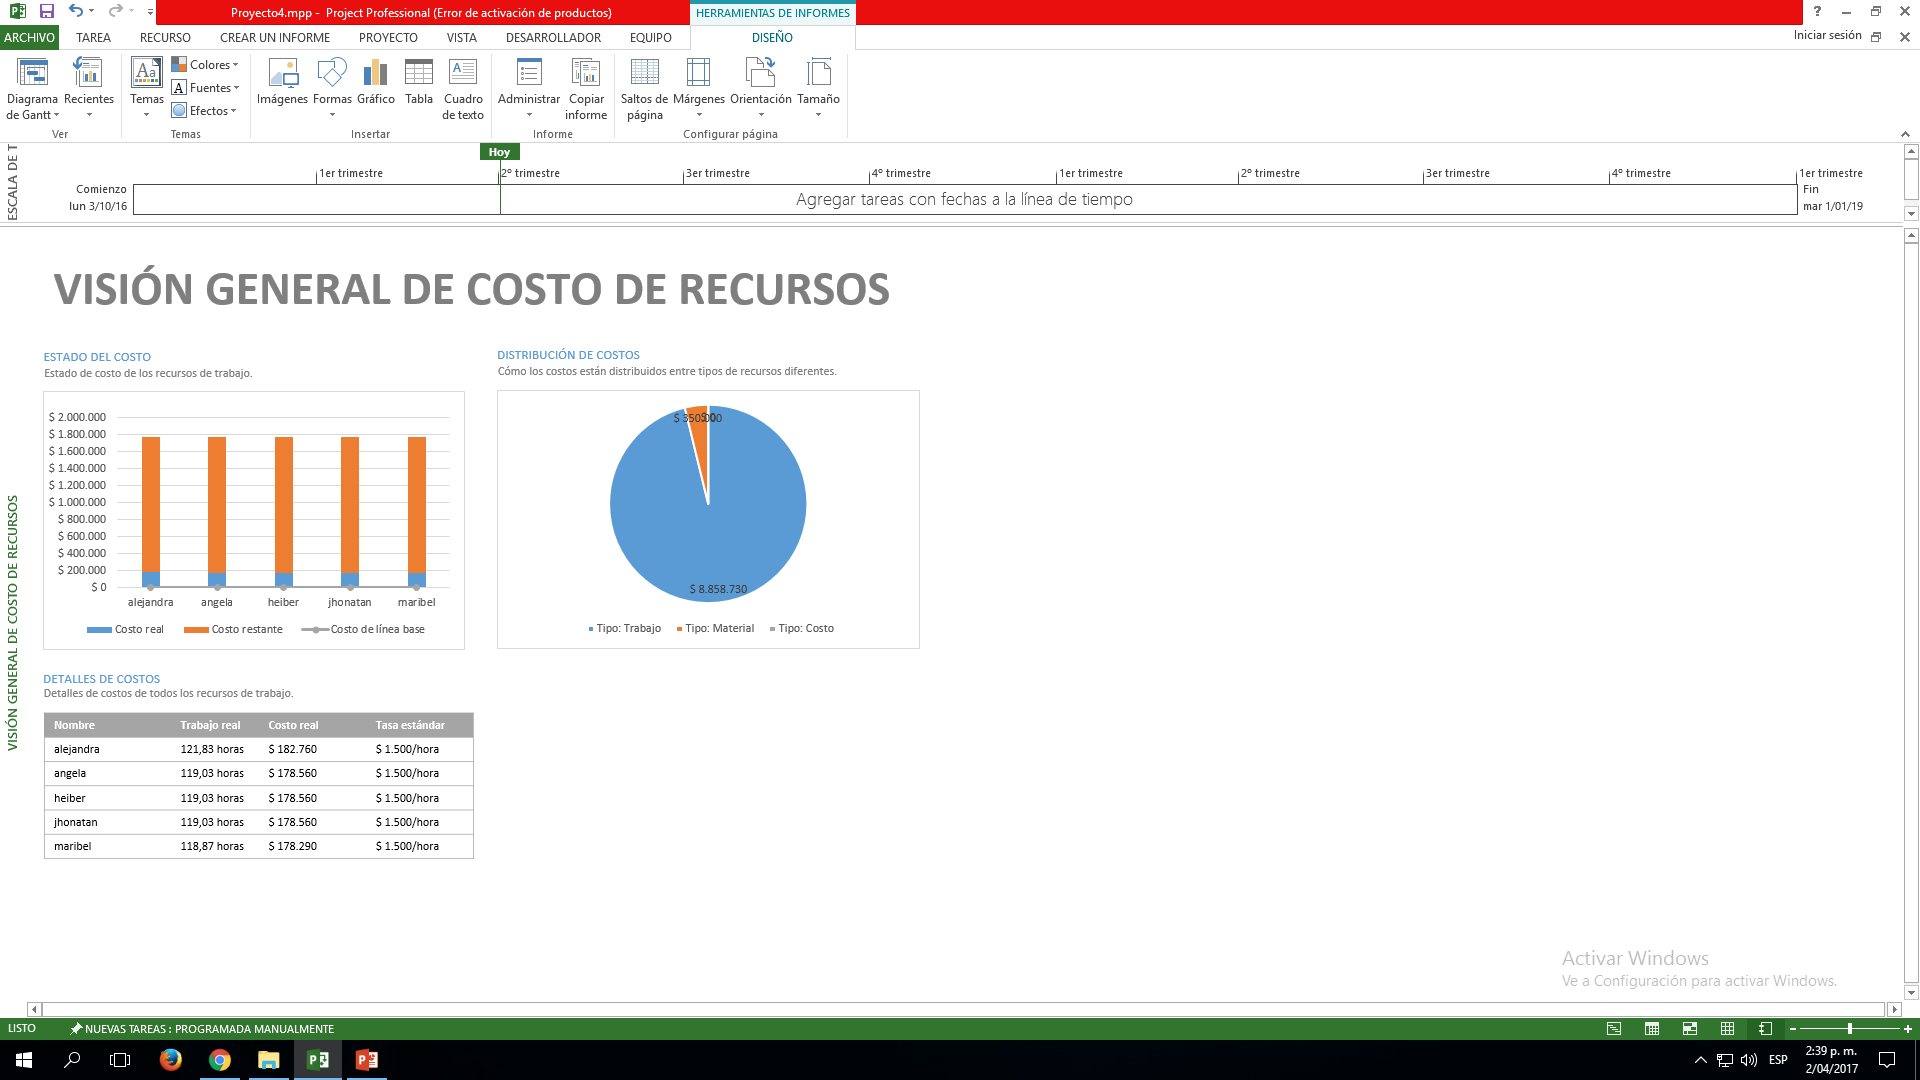 Proyecto4.mpp - Project Professional (Error de activación de productos)
HERRAMIENTAS DE INFORMES
ARCHIVO TAREA RECURSO CREAR UN INFORME PROYECTO VISTA DESARROLLADOR EQUIPO DISEÑO
Iniciar sesión
Diagrama de Gantt
Recientes
Ver
Temas
Colores
Fuentes
Efectos
Temas
Imágenes
Formas
Gráfico
Tabla
Cuadro de texto
Insertar
Administrar
Copiar informe
Informe
Saltos de página
Márgenes
Orientación
Tamaño
Configurar página
ESCALA DE T
Hoy
1er trimestre 2º trimestre 3er trimestre 4º trimestre 1er trimestre 2º trimestre 3er trimestre 4º trimestre 1er trimestre
Comienzo
lun 3/10/16
Agregar tareas con fechas a la línea de tiempo
Fin
mar 1/01/19
VISIÓN GENERAL DE COSTO DE RECURSOS
VISIÓN GENERAL DE COSTO DE RECURSOS
ESTADO DEL COSTO
Estado de costo de los recursos de trabajo.
$ 2.000.000
$ 1.800.000
$ 1.600.000
$ 1.400.000
$ 1.200.000
$ 1.000.000
$ 800.000
$ 600.000
$ 400.000
$ 200.000
$ 0
alejandra angela heiber jhonatan maribel
Costo real Costo restante Costo de línea base
DISTRIBUCIÓN DE COSTOS
Cómo los costos están distribuidos entre tipos de recursos diferentes.
$ 350.000
$ 0
$ 8.858.730
Tipo: Trabajo Tipo: Material Tipo: Costo
DETALLES DE COSTOS
Detalles de costos de todos los recursos de trabajo.
Nombre Trabajo real Costo real Tasa estándar
alejandra 121,83 horas $ 182.760 $ 1.500/hora
angela 119,03 horas $ 178.560 $ 1.500/hora
heiber 119,03 horas $ 178.560 $ 1.500/hora
jhonatan 119,03 horas $ 178.560 $ 1.500/hora
maribel 118,87 horas $ 178.290 $ 1.500/hora
Activar Windows
Ve a Configuración para activar Windows.
LISTO NUEVAS TAREAS : PROGRAMADA MANUALMENTE
ESP
2:39 p. m.
2/04/2017